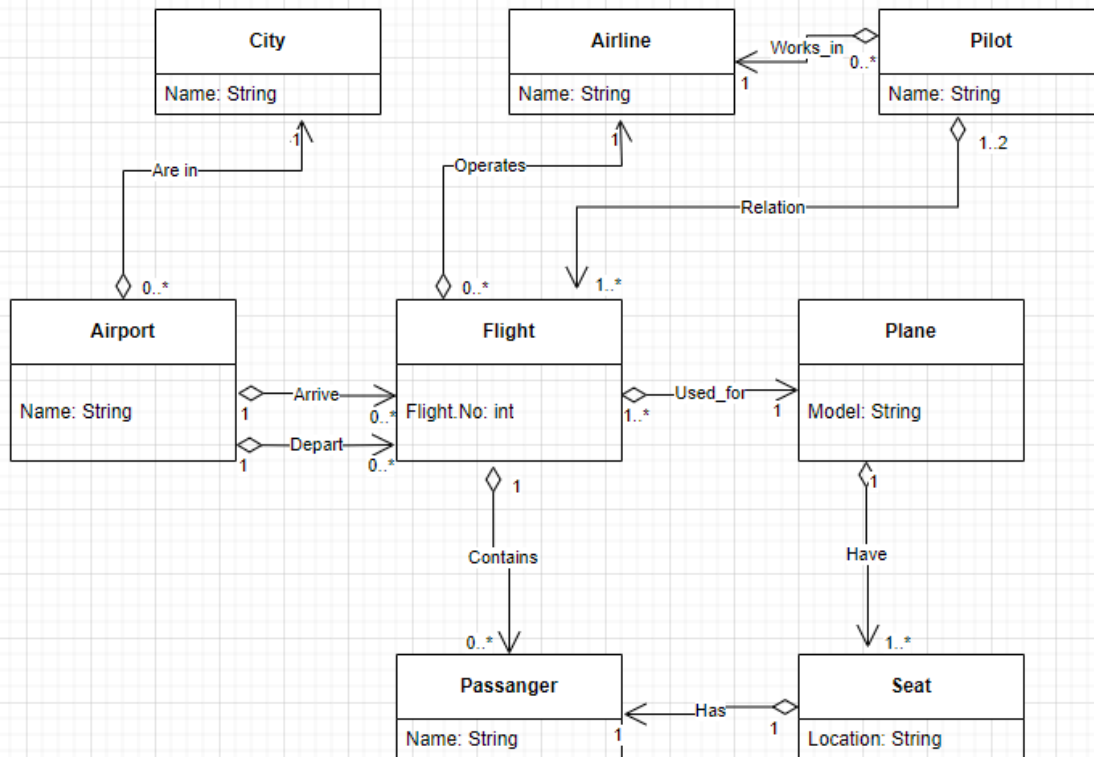 City
Airline
Pilot
Works_in
0..*
1
Name: String
Name: String
Name: String
1
1
1..2
Are in
Operates
Relation
0..*
0..*
1..*
Airport
Flight
Plane
Arrive
Used_for
1
0..*
1..*
1
Name: String
Flight.No: int
Model: String
Depart
1
0..*
1
1
Contains
Have
0..*
1..*
Passanger
Seat
Has
1
1
Name: String
Location: String